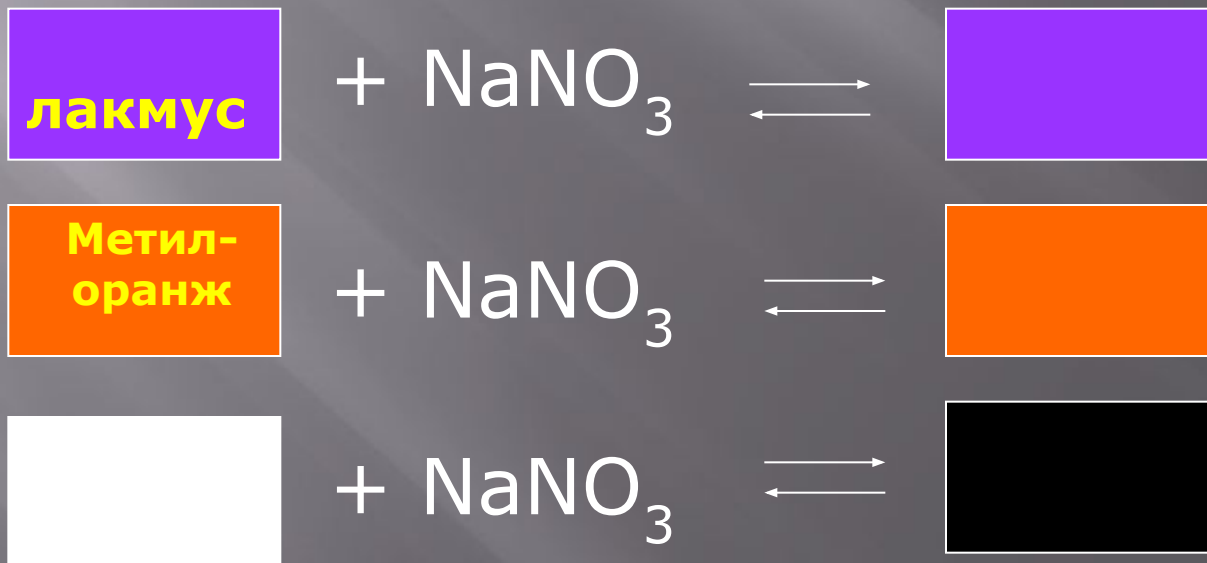 лакмус + NaNO₃
Метил-
оранж + NaNO₃
+ NaNO₃